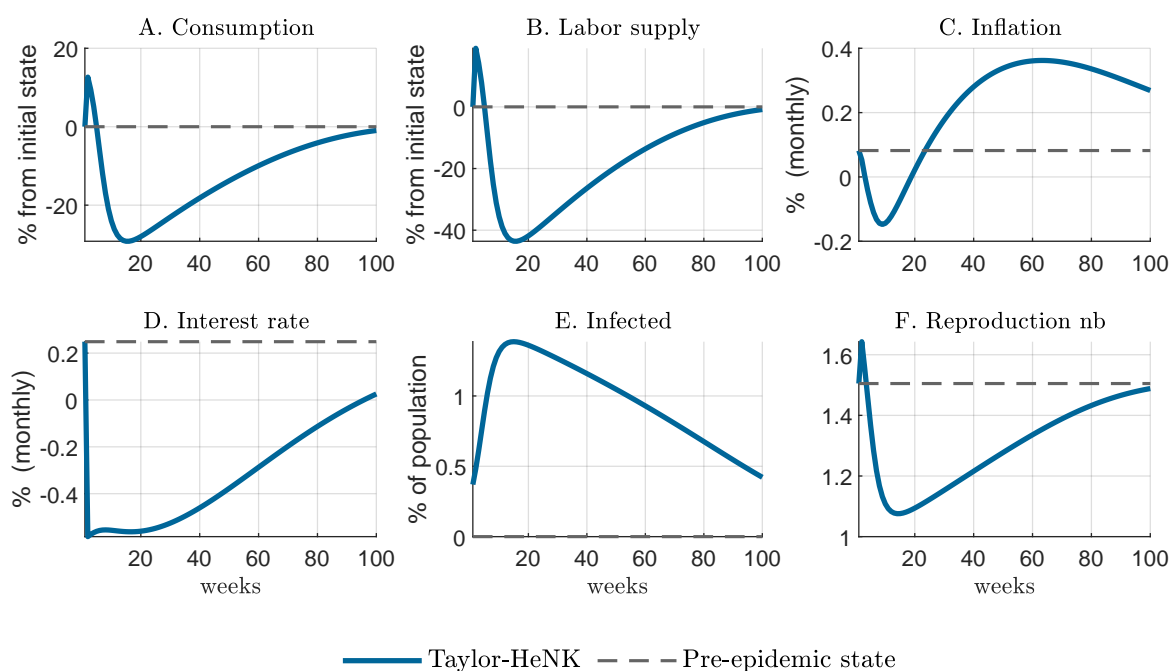 A. Consumption
% from initial state
20
0
-20
20 40 60 80 100
B. Labor supply
% from initial state
0
-20
-40
20 40 60 80 100
C. Inflation
% (monthly)
0.4
0.2
0
-0.2
20 40 60 80 100
D. Interest rate
% (monthly)
0.2
0
-0.2
-0.4
20 40 60 80 100
weeks
E. Infected
% of population
1
0.5
0
20 40 60 80 100
weeks
F. Reproduction nb
1.6
1.4
1.2
1
20 40 60 80 100
weeks
Taylor-HeNK Pre-epidemic state